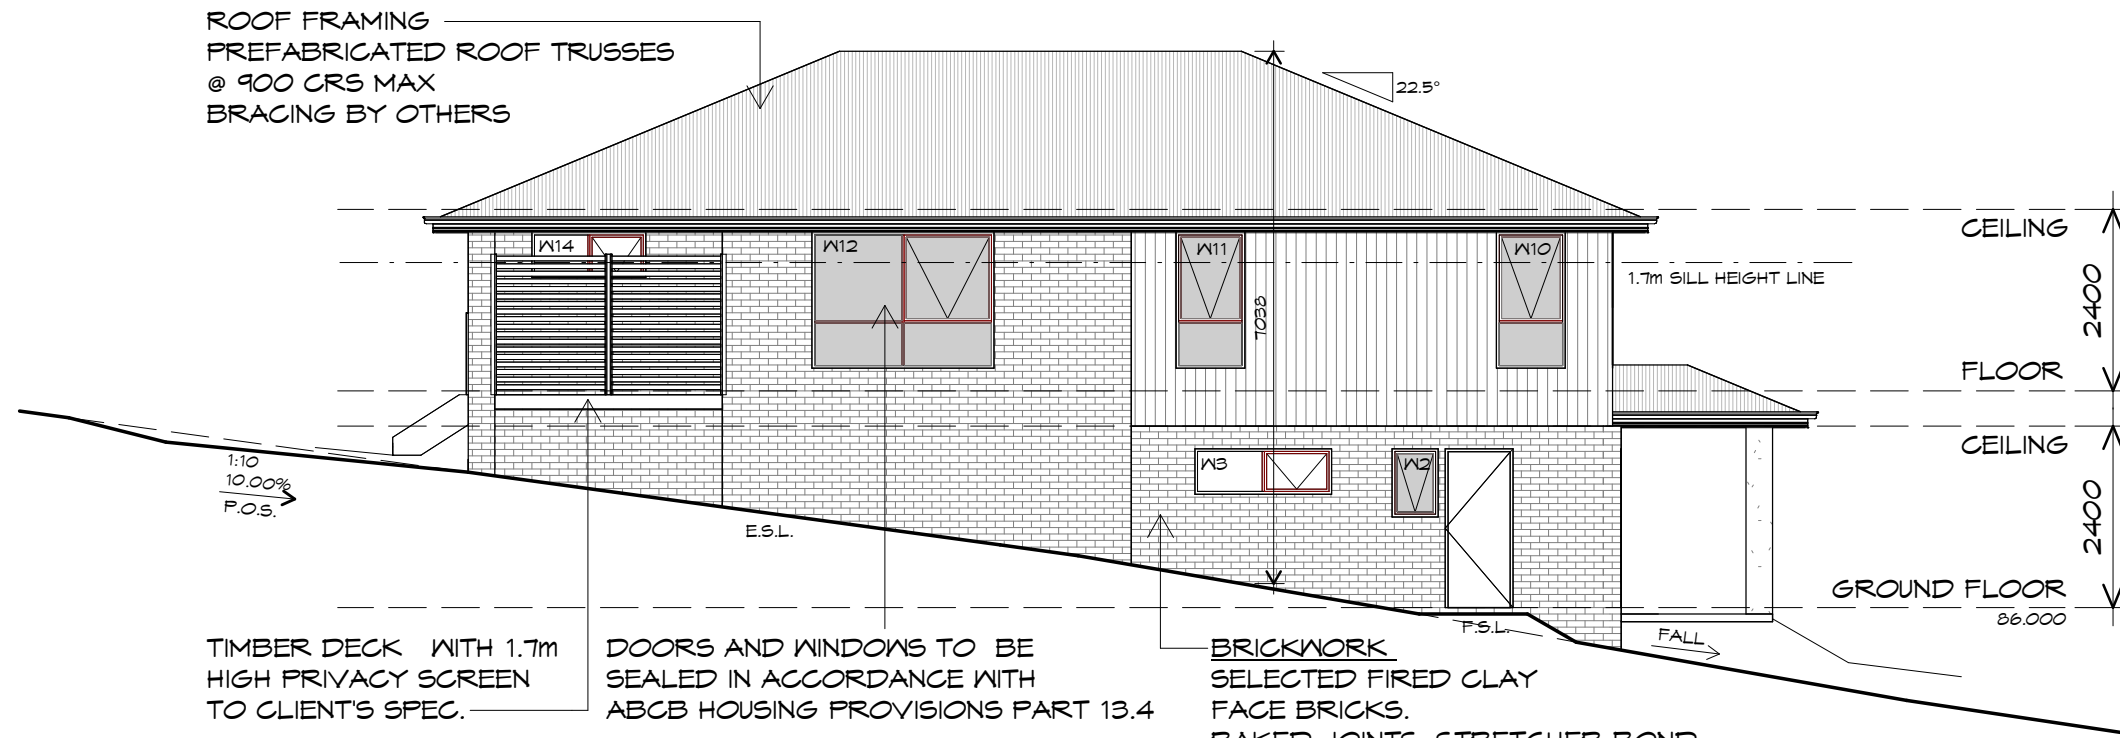 ROOF FRAMING
PREFABRICATED ROOF TRUSSES
@ 900 CRS MAX
BRACING BY OTHERS
22.5°
W14
W12
W11
W10
CEILING
1.7m SILL HEIGHT LINE
2400
7038
FLOOR
CEILING
W3
W2
1:10
10.00%
P.O.S.
E.S.L.
2400
GROUND FLOOR
86.000
F.S.L.
FALL
TIMBER DECK WITH 1.7m
HIGH PRIVACY SCREEN
TO CLIENT'S SPEC.
DOORS AND WINDOWS TO BE
SEALED IN ACCORDANCE WITH
ABCB HOUSING PROVISIONS PART 13.4
BRICKWORK
SELECTED FIRED CLAY
FACE BRICKS.
JOINTS, STRETCHER BOND